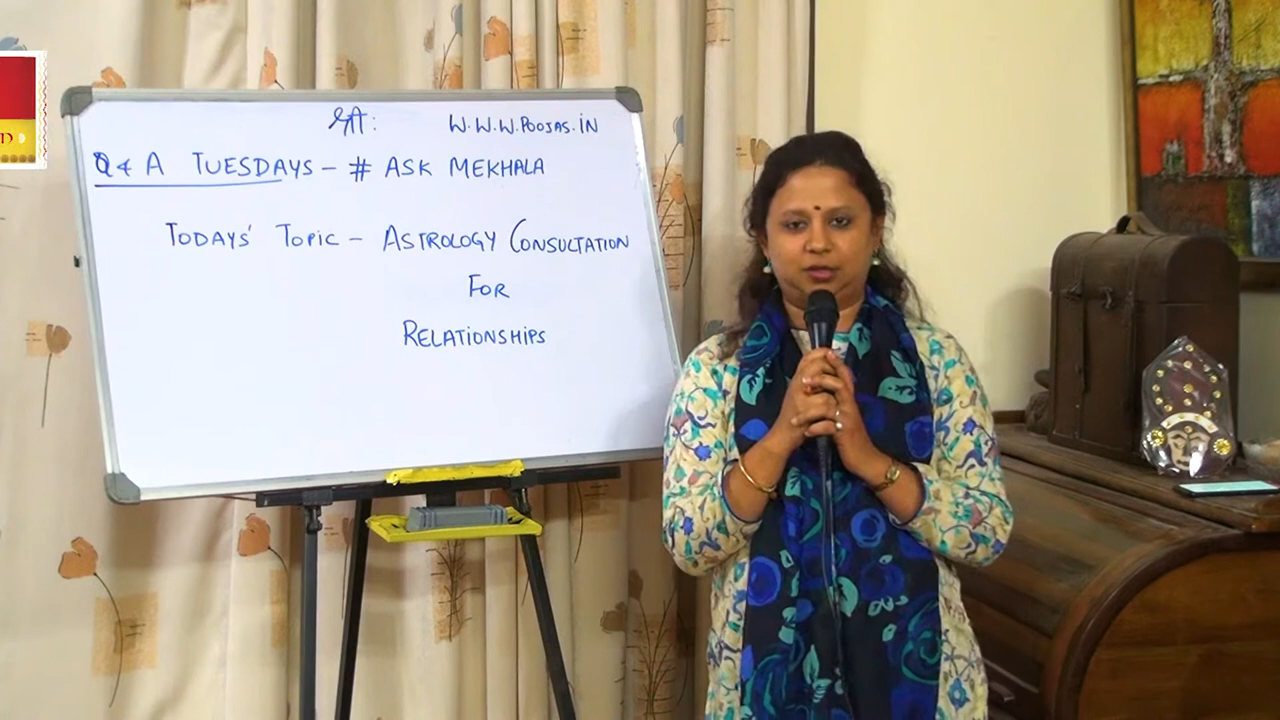 W.W.W.POOJAS.IN
Q & A TUESDAYS - # ASK MEKHALA
TODAYS' TOPIC - ASTROLOGY CONSULTATION
FOR
RELATIONSHIPS